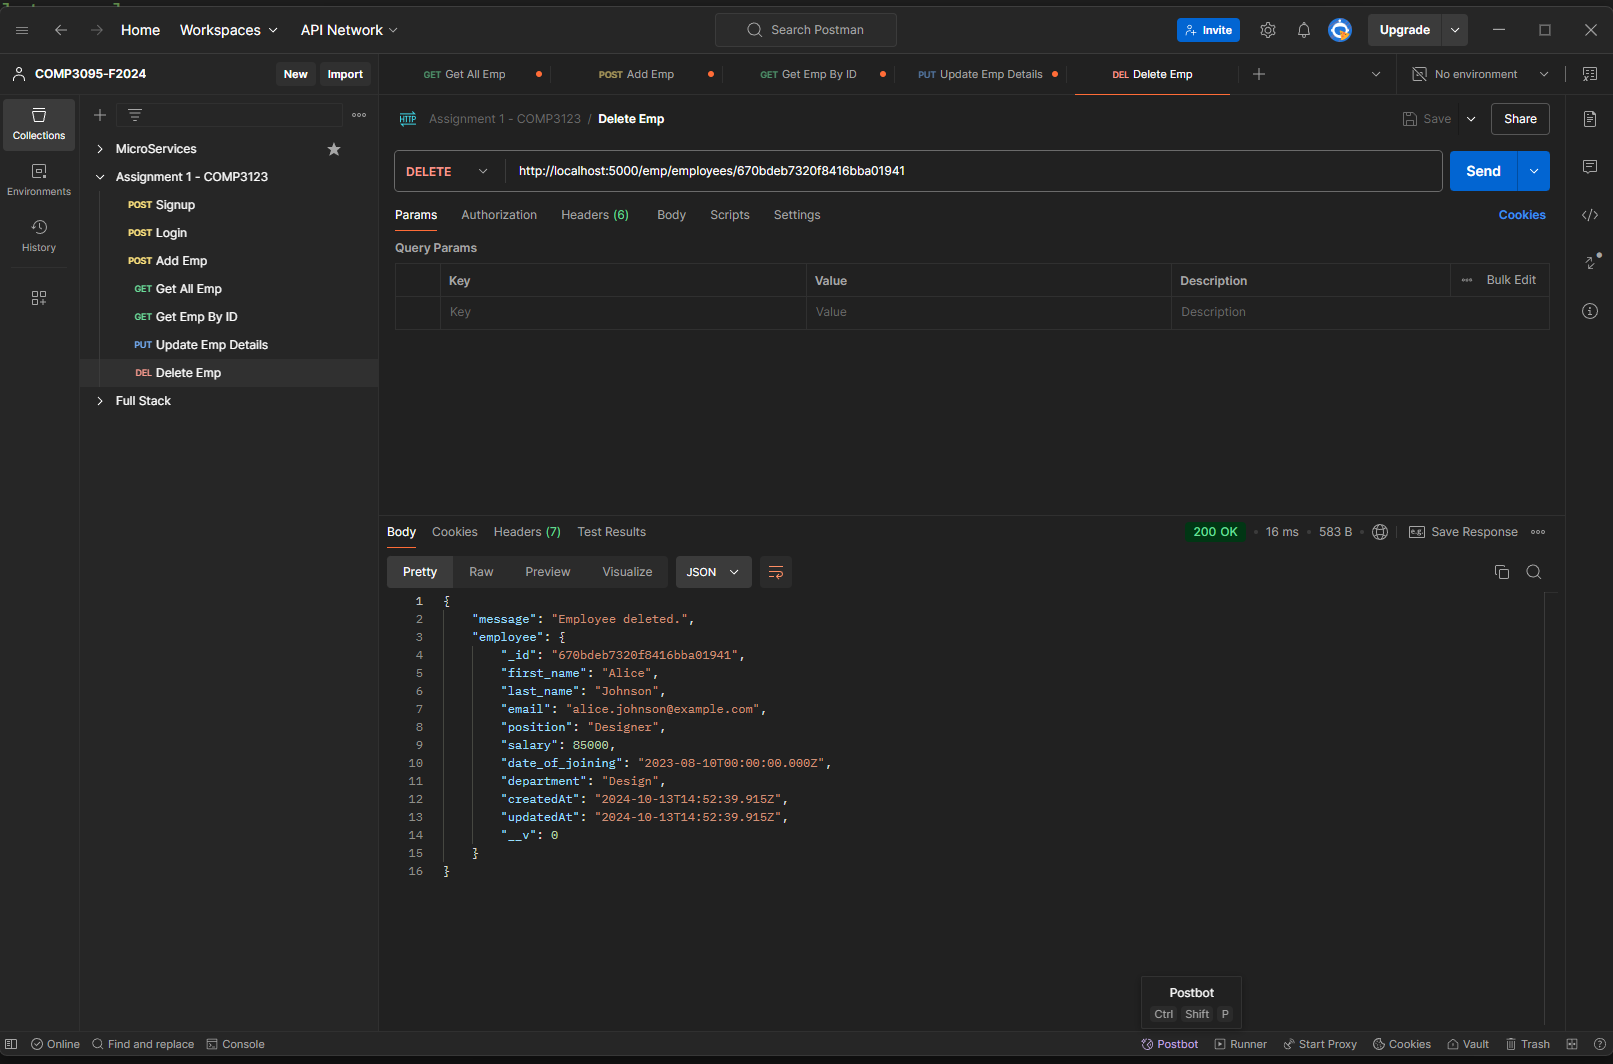 Home Workspaces API Network Search Postman Invite Upgrade
COMP3095-F2024 New Import
GET Get All Emp POST Add Emp GET Get Emp By ID PUT Update Emp Details DEL Delete Emp No environment
Collections
Environments
History
MicroServices
Assignment 1 - COMP3123
POST Signup
POST Login
POST Add Emp
GET Get All Emp
GET Get Emp By ID
PUT Update Emp Details
DEL Delete Emp
Full Stack
HTTP Assignment 1 - COMP3123 / Delete Emp Save Share
DELETE http://localhost:5000/emp/employees/670bdeb7320f8416bba01941 Send
Params Authorization Headers (6) Body Scripts Settings Cookies
Query Params
Key Value Description Bulk Edit
Key Value Description
Body Cookies Headers (7) Test Results 200 OK 16 ms 583 B e.g. Save Response
Pretty Raw Preview Visualize JSON
1 {
2 "message": "Employee deleted.",
3 "employee": {
4 "_id": "670bdeb7320f8416bba01941",
5 "first_name": "Alice",
6 "last_name": "Johnson",
7 "email": "alice.johnson@example.com",
8 "position": "Designer",
9 "salary": 85000,
10 "date_of_joining": "2023-08-10T00:00:00.000Z",
11 "department": "Design",
12 "createdAt": "2024-10-13T14:52:39.915Z",
13 "updatedAt": "2024-10-13T14:52:39.915Z",
14 "__v": 0
15 }
16 }
Postbot
Ctrl Shift P
Online Find and replace Console Postbot Runner Start Proxy Cookies Vault Trash